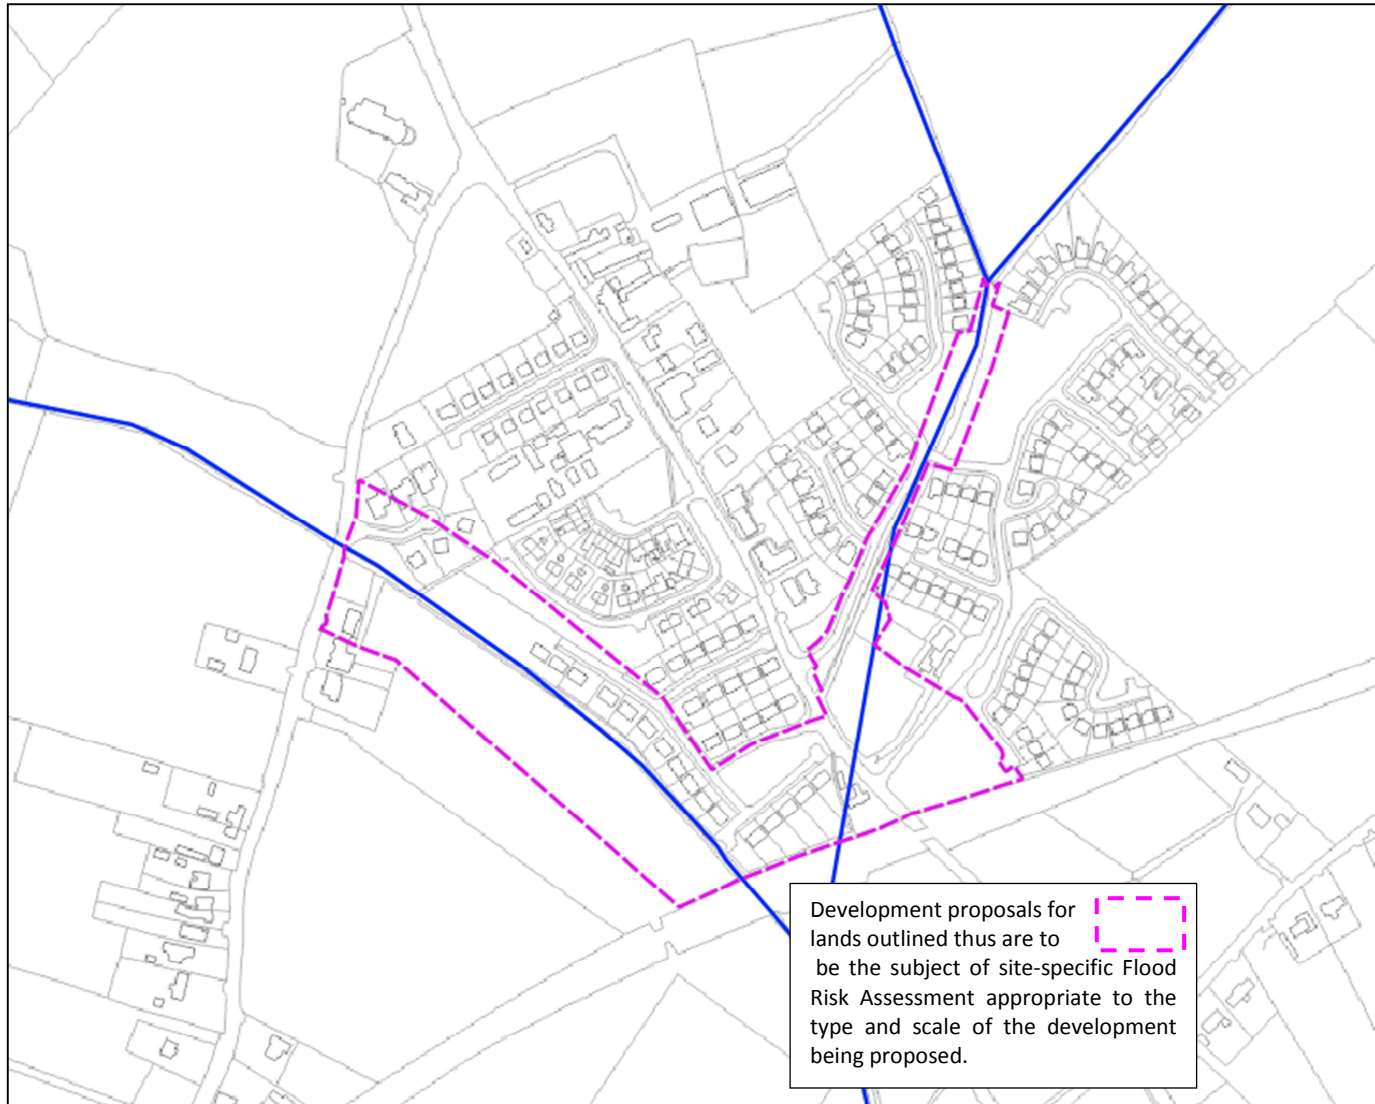 Development proposals for
lands outlined thus are to
be the subject of site-specific Flood
Risk Assessment appropriate to the
type and scale of the development
being proposed.